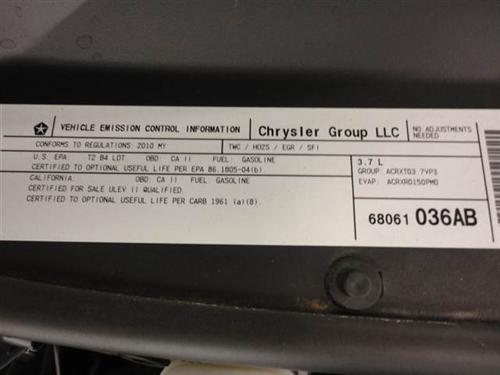 VEHICLE EMISSION CONTROL INFORMATION Chrysler Group LLC NO ADJUSTMENTS NEEDED
CONFORMS TO REGULATIONS: 2010 MY TWC / HO2S / EGR / SFI
U.S. EPA: T2 B4 LDT OBD: CA II FUEL: GASOLINE
CERTIFIED TO OPTIONAL USEFUL LIFE PER EPA 86.1805-04(b)
CALIFORNIA: OBD: CA II FUEL: GASOLINE
CERTIFIED FOR SALE ULEV II QUALIFIED.
CERTIFIED TO OPTIONAL USEFUL LIFE PER CARB 1961 (a)(8).
3.7 L
GROUP: ACRXT03.7VP3
EVAP: ACRXR0150PMD
68061 036AB